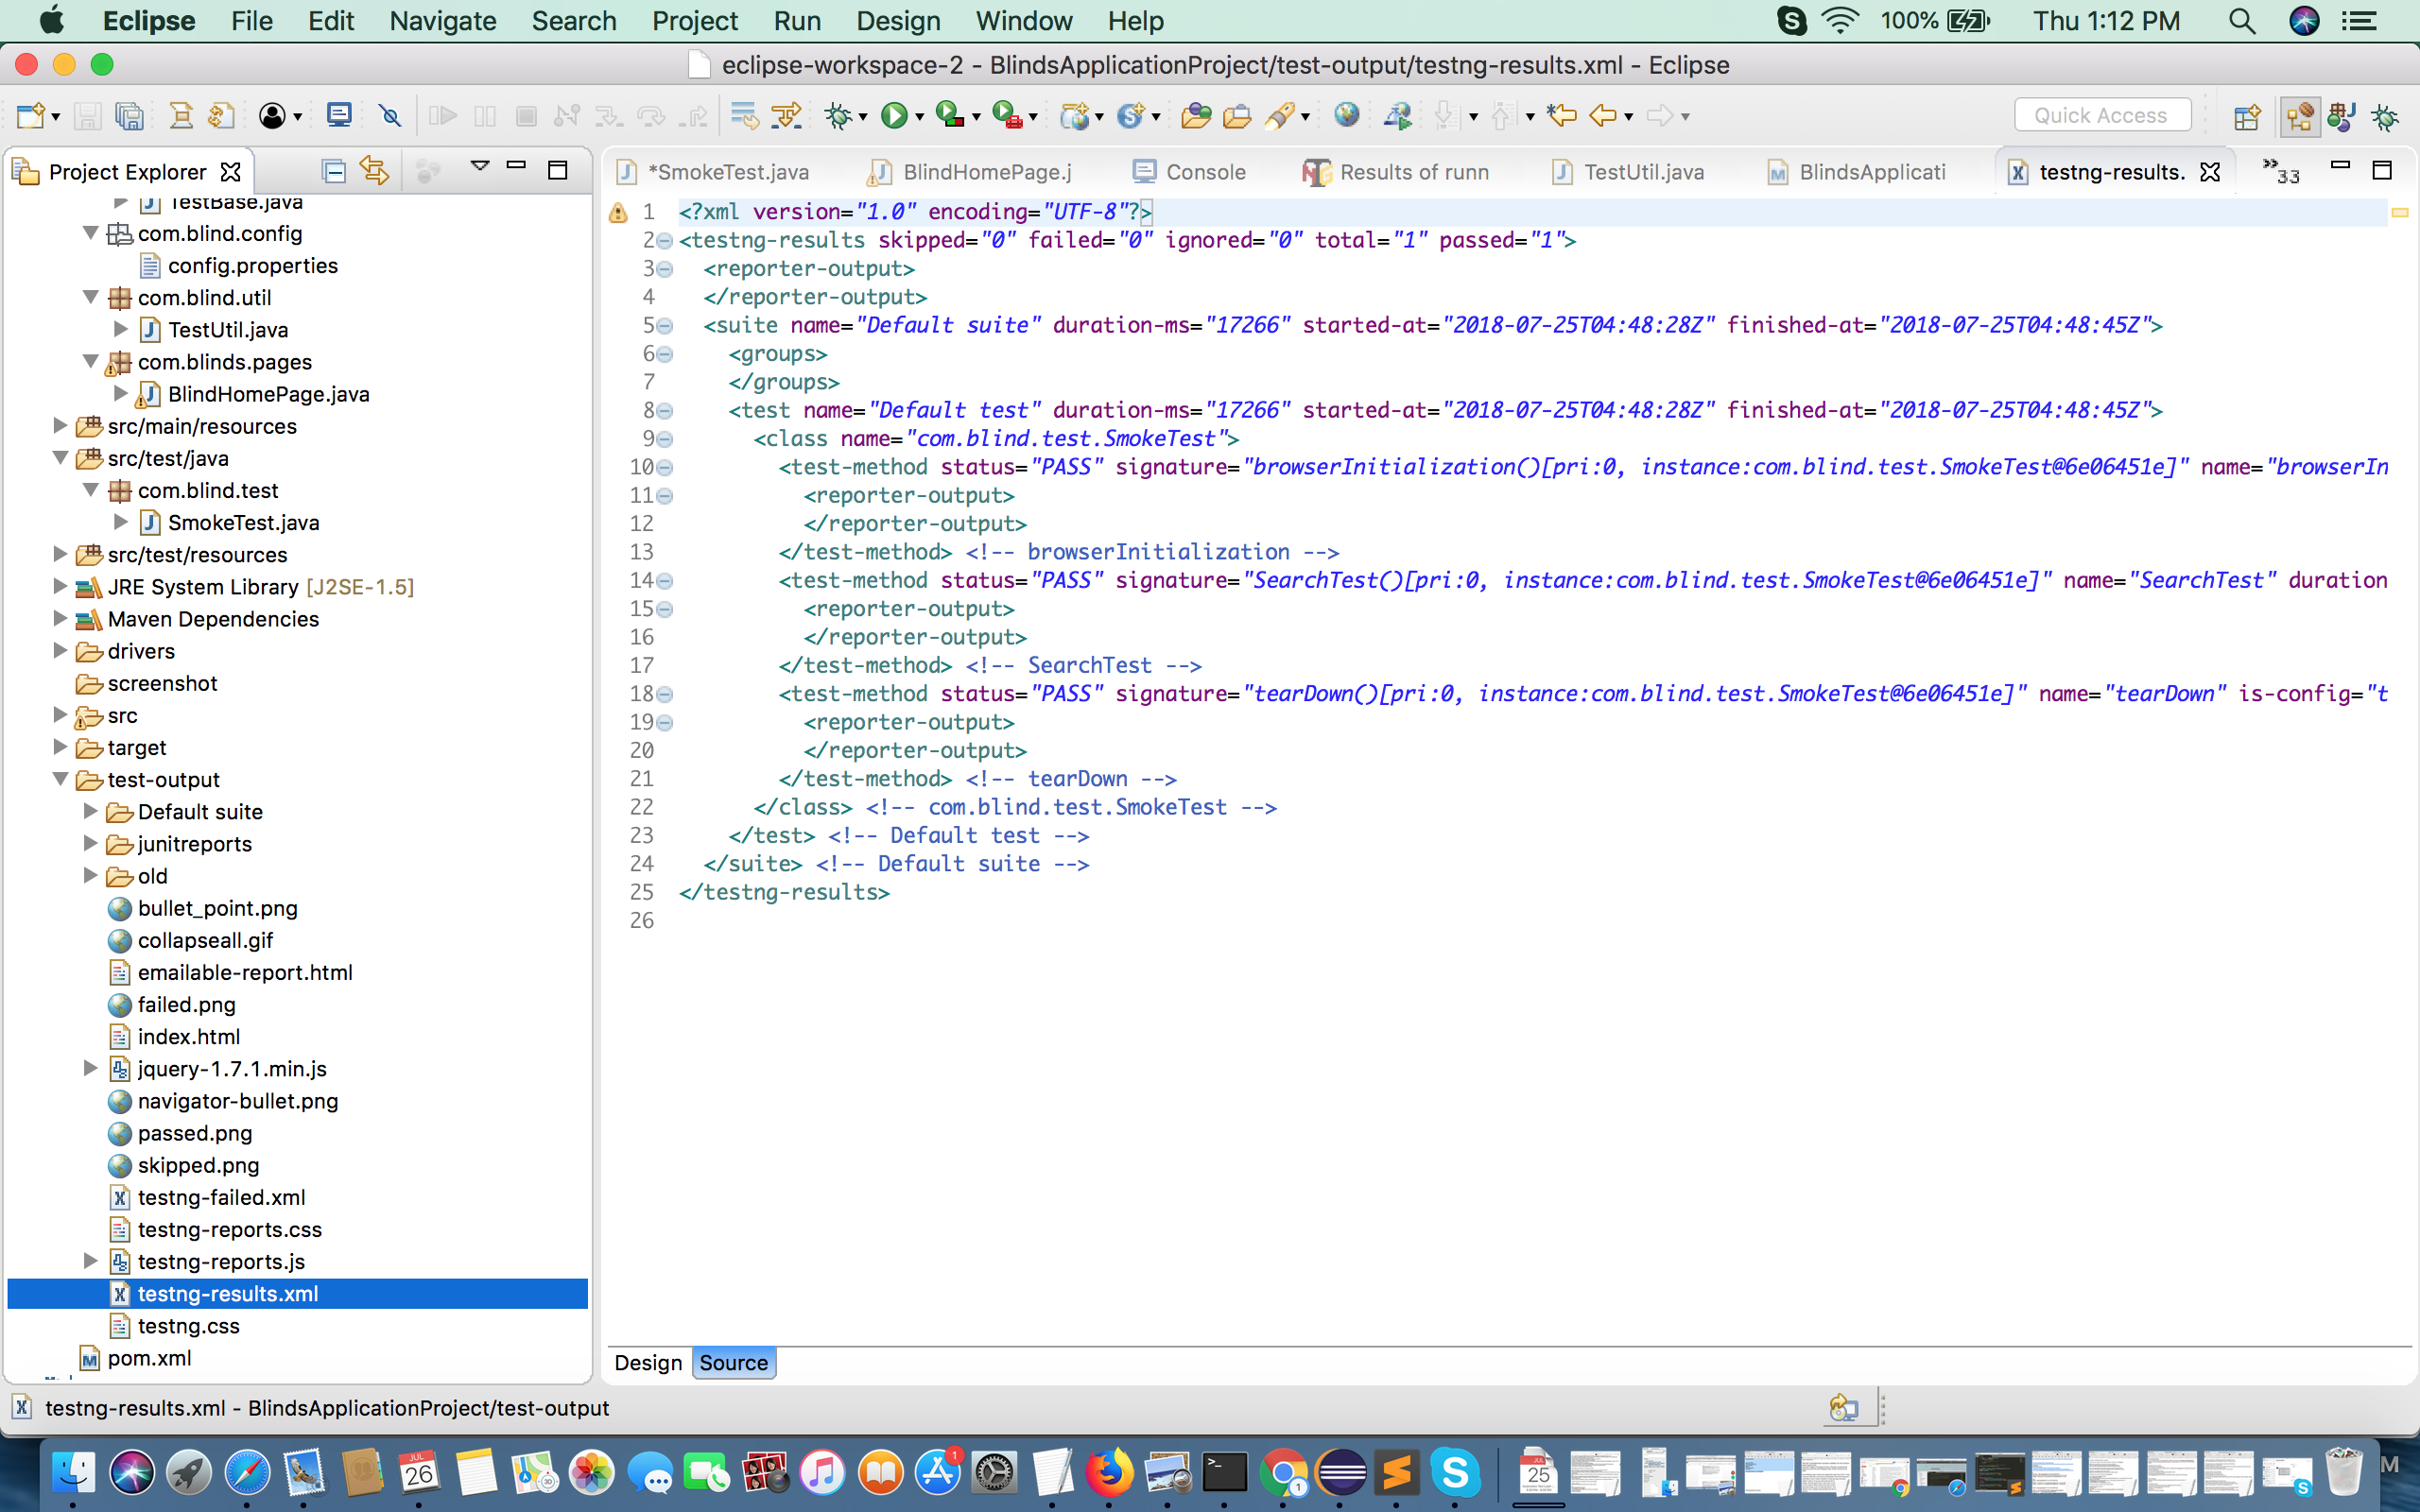 Eclipse File Edit Navigate Search Project Run Design Window Help 100% Thu 1:12 PM
eclipse-workspace-2 - BlindsApplicationProject/test-output/testng-results.xml - Eclipse
Quick Access
Project Explorer
TestBase.java
com.blind.config
config.properties
com.blind.util
TestUtil.java
com.blinds.pages
BlindHomePage.java
src/main/resources
src/test/java
com.blind.test
SmokeTest.java
src/test/resources
JRE System Library [J2SE-1.5]
Maven Dependencies
drivers
screenshot
src
target
test-output
Default suite
junitreports
old
bullet_point.png
collapseall.gif
emailable-report.html
failed.png
index.html
jquery-1.7.1.min.js
navigator-bullet.png
passed.png
skipped.png
testng-failed.xml
testng-reports.css
testng-reports.js
testng-results.xml
testng.css
pom.xml
*SmokeTest.java BlindHomePage.j Console Results of runn TestUtil.java BlindsApplicati testng-results. »33
1 <?xml version="1.0" encoding="UTF-8"?>
2 <testng-results skipped="0" failed="0" ignored="0" total="1" passed="1">
3 <reporter-output>
4 </reporter-output>
5 <suite name="Default suite" duration-ms="17266" started-at="2018-07-25T04:48:28Z" finished-at="2018-07-25T04:48:45Z">
6 <groups>
7 </groups>
8 <test name="Default test" duration-ms="17266" started-at="2018-07-25T04:48:28Z" finished-at="2018-07-25T04:48:45Z">
9 <class name="com.blind.test.SmokeTest">
10 <test-method status="PASS" signature="browserInitialization()[pri:0, instance:com.blind.test.SmokeTest@6e06451e]" name="browserIn
11 <reporter-output>
12 </reporter-output>
13 </test-method> <!-- browserInitialization -->
14 <test-method status="PASS" signature="SearchTest()[pri:0, instance:com.blind.test.SmokeTest@6e06451e]" name="SearchTest" duration
15 <reporter-output>
16 </reporter-output>
17 </test-method> <!-- SearchTest -->
18 <test-method status="PASS" signature="tearDown()[pri:0, instance:com.blind.test.SmokeTest@6e06451e]" name="tearDown" is-config="t
19 <reporter-output>
20 </reporter-output>
21 </test-method> <!-- tearDown -->
22 </class> <!-- com.blind.test.SmokeTest -->
23 </test> <!-- Default test -->
24 </suite> <!-- Default suite -->
25 </testng-results>
26
Design Source
testng-results.xml - BlindsApplicationProject/test-output
JUL 26
1
JUL 25